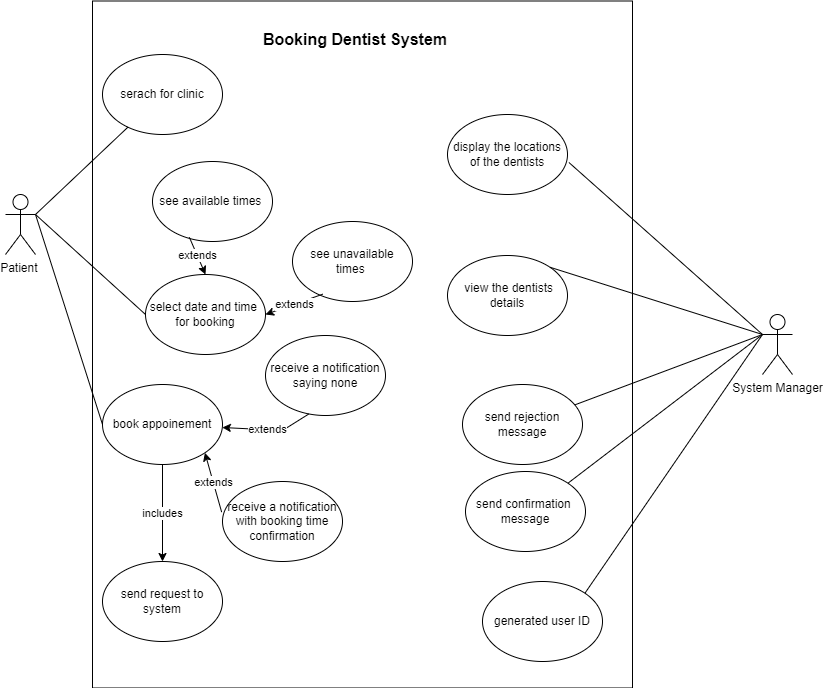 Booking Dentist System
serach for clinic
display the locations
of the dentists
see available times
extends
see unavailable
times
Patient
select date and time
for booking
extends
view the dentists
details
receive a notification
saying none
System Manager
book appoinement
extends
send rejection
message
extends
receive a notification
with booking time
confirmation
includes
send confirmation
message
send request to
system
generated user ID